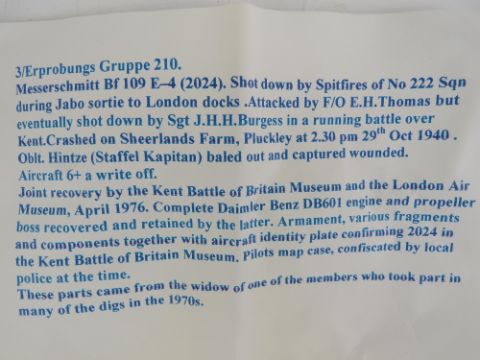 3/Erprobungs Gruppe 210.
Messerschmitt Bf 109 E–4 (2024). Shot down by Spitfires of No 222 Sqn
during Jabo sortie to London docks .Attacked by F/O E.H.Thomas but
eventually shot down by Sgt J.H.H.Burgess in a running battle over
Kent.Crashed on Sheerlands Farm, Pluckley at 2.30 pm 29th Oct 1940 .
Oblt. Hintze (Staffel Kapitan) baled out and captured wounded.
Aircraft 6+ a write off.
Joint recovery by the Kent Battle of Britain Museum and the London Air
Museum, April 1976. Complete Daimler Benz DB601 engine and propeller
boss recovered and retained by the latter. Armament, various fragments
and components together with aircraft identity plate confirming 2024 in
the Kent Battle of Britain Museum. Pilots map case, confiscated by local
police at the time.
These parts came from the widow of one of the members who took part in
many of the digs in the 1970s.